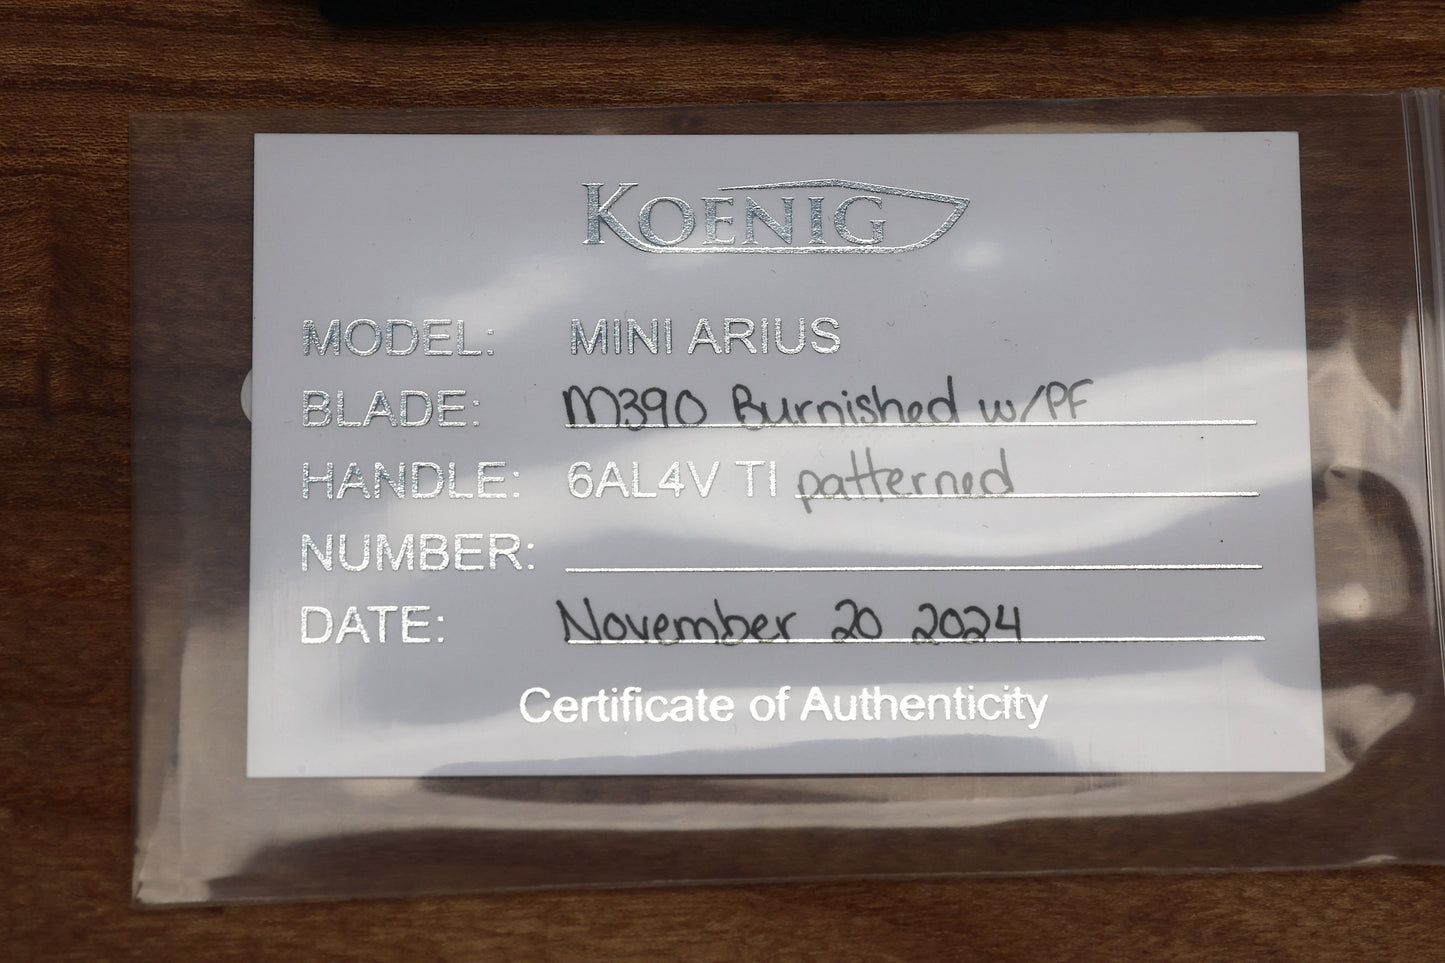 KOENIG
MODEL: MINI ARIUS
BLADE: M390 Burnished w/PF
HANDLE: 6AL4V TI patterned
NUMBER:
DATE: November 20 2024
Certificate of Authenticity